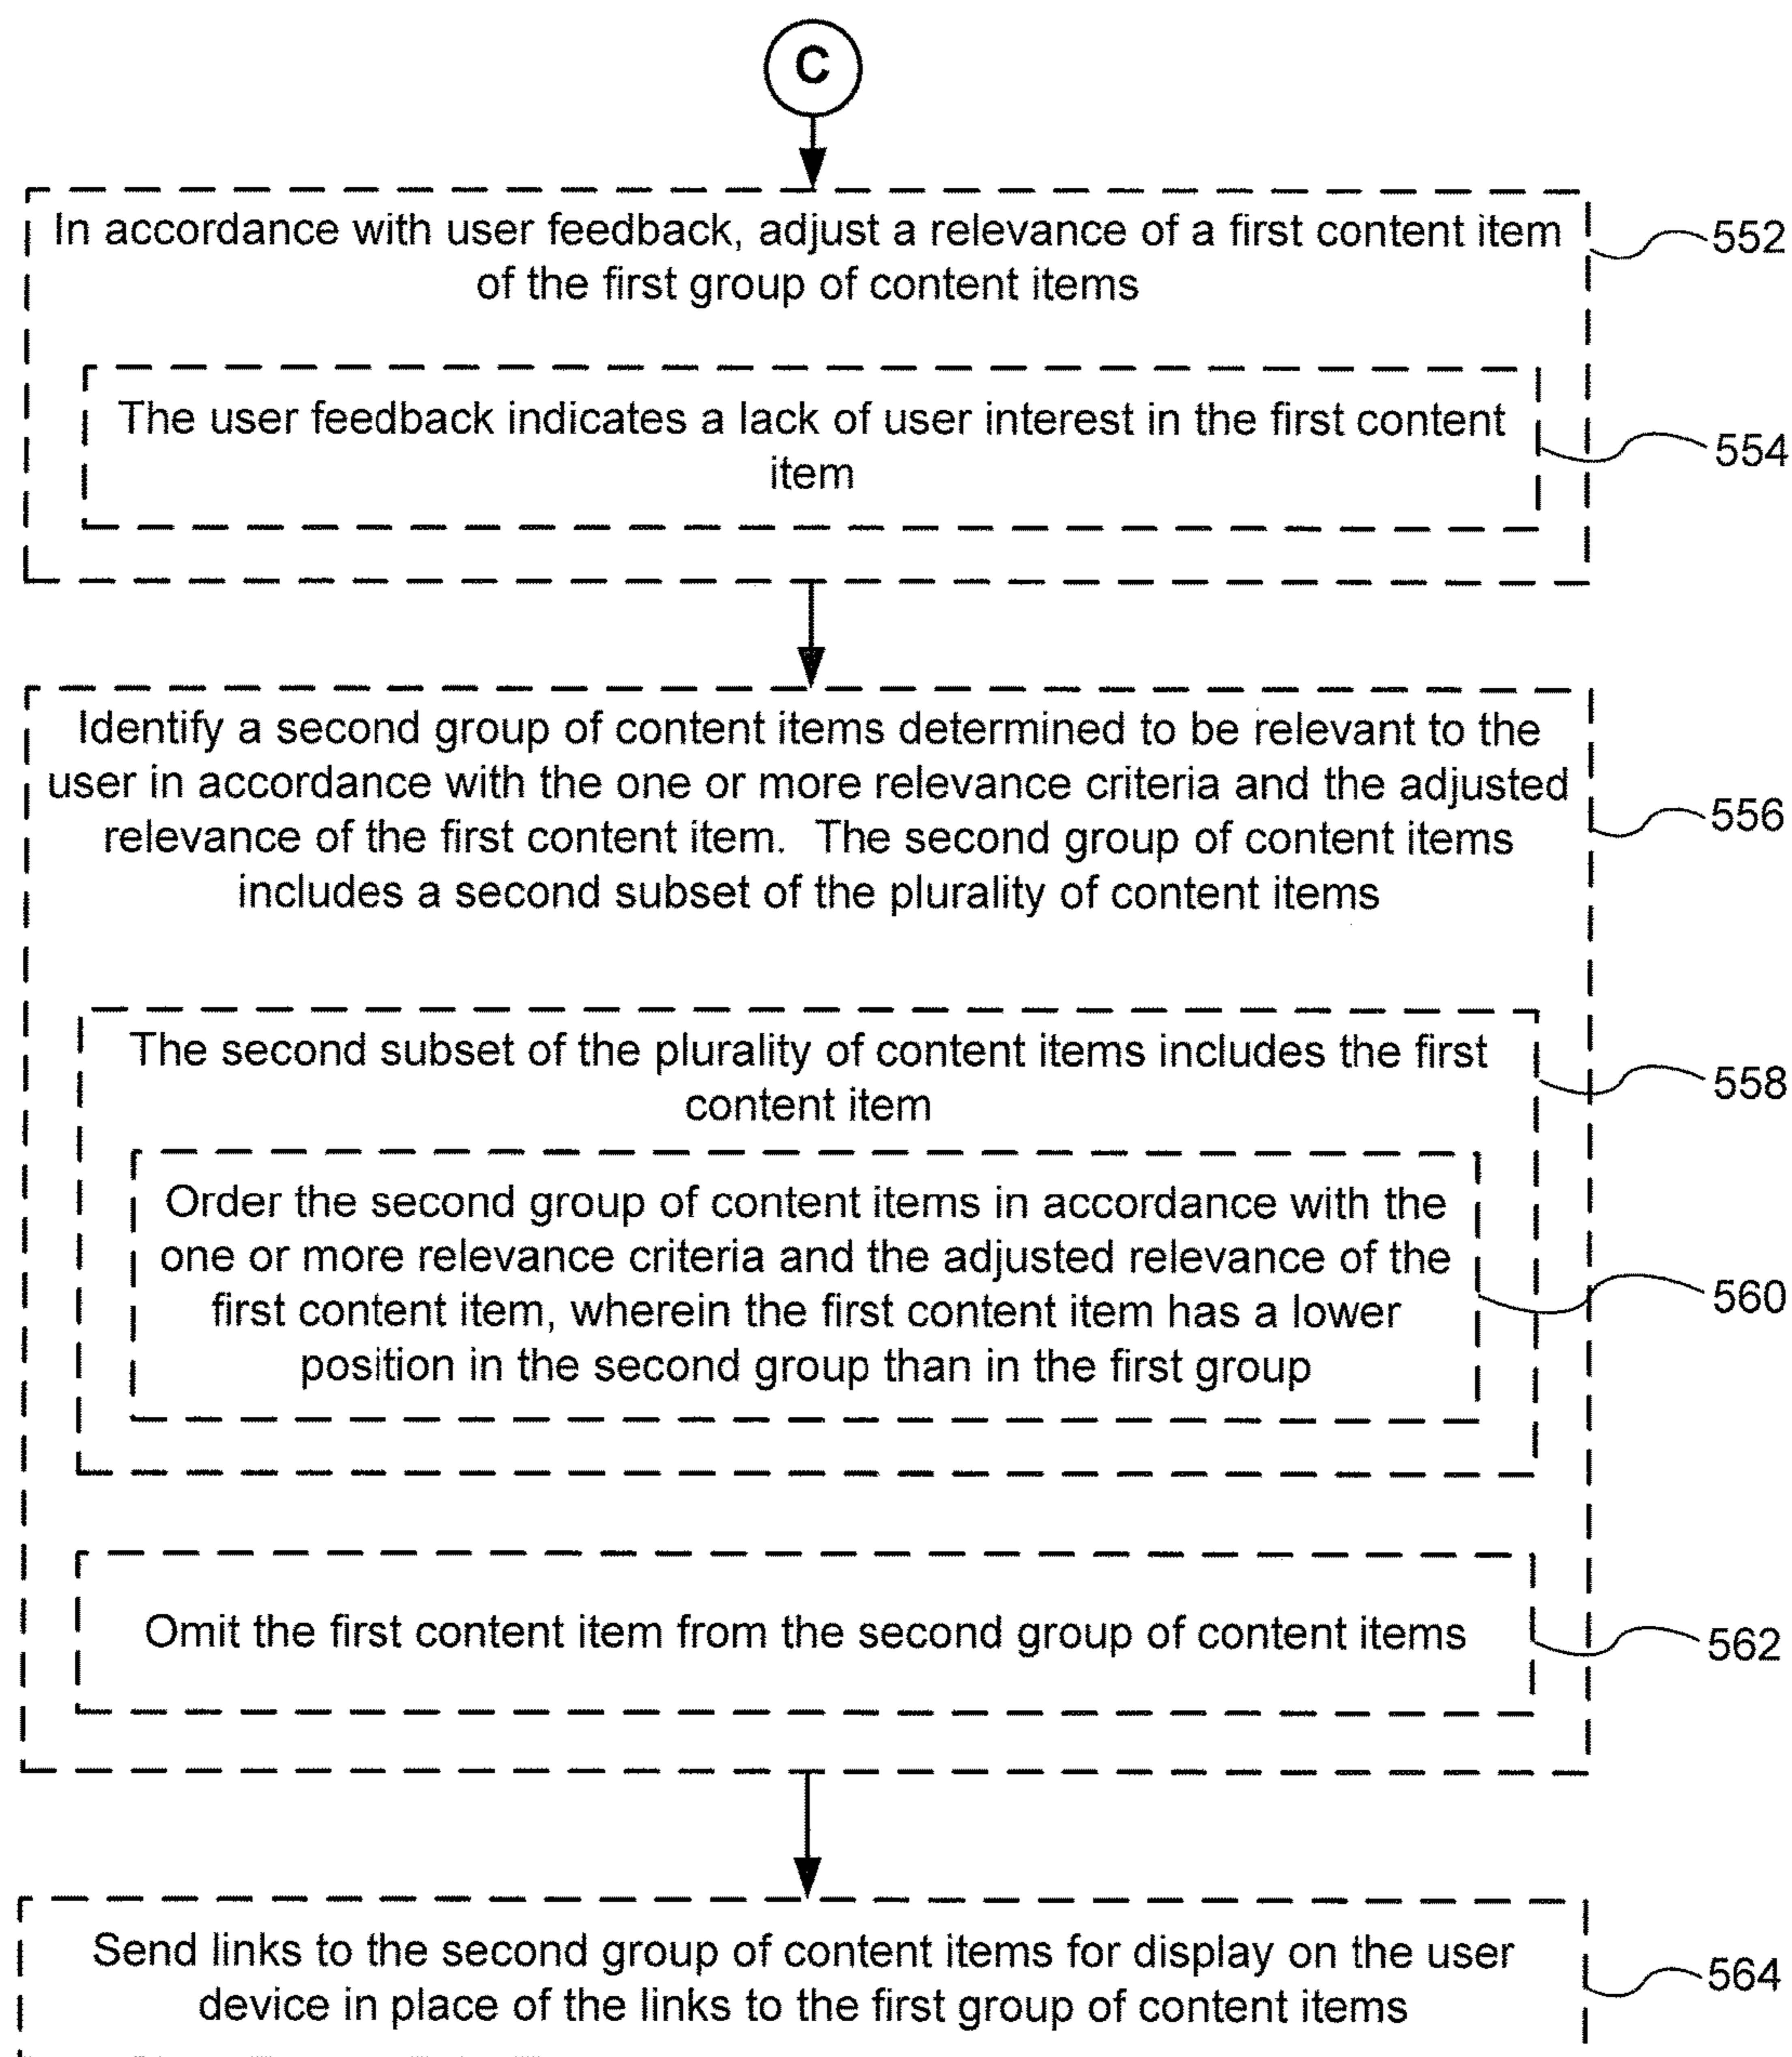 C
In accordance with user feedback, adjust a relevance of a first content item
of the first group of content items
552
The user feedback indicates a lack of user interest in the first content
item
554
Identify a second group of content items determined to be relevant to the
user in accordance with the one or more relevance criteria and the adjusted
relevance of the first content item. The second group of content items
includes a second subset of the plurality of content items
556
The second subset of the plurality of content items includes the first
content item
558
Order the second group of content items in accordance with the
one or more relevance criteria and the adjusted relevance of the
first content item, wherein the first content item has a lower
position in the second group than in the first group
560
Omit the first content item from the second group of content items
562
Send links to the second group of content items for display on the user
device in place of the links to the first group of content items
564